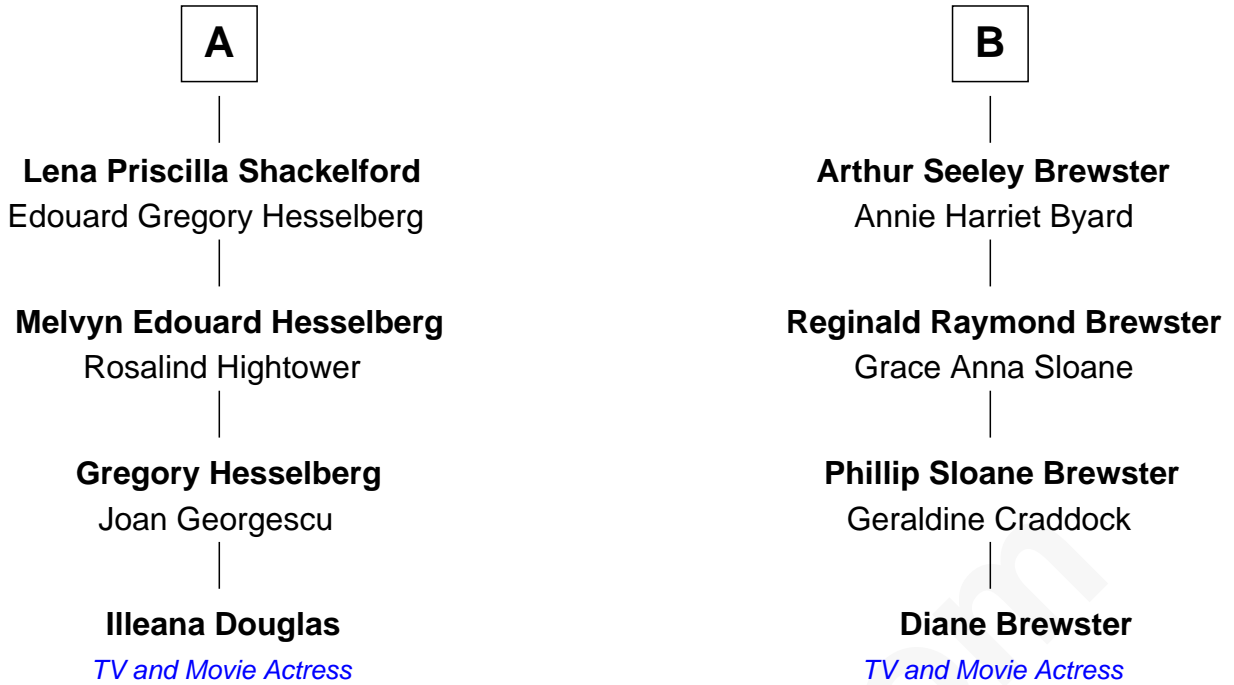 A
Lena Priscilla Shackelford
Edouard Gregory Hesselberg
Melvyn Edouard Hesselberg
Rosalind Hightower
Gregory Hesselberg
Joan Georgescu
Illeana Douglas
TV and Movie Actress
B
Arthur Seeley Brewster
Annie Harriet Byard
Reginald Raymond Brewster
Grace Anna Sloane
Phillip Sloane Brewster
Geraldine Craddock
Diane Brewster
TV and Movie Actress